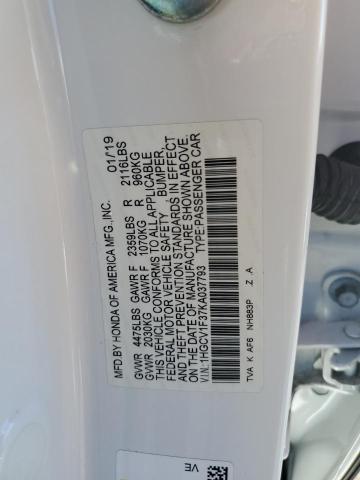 MFD BY HONDA OF AMERICA MFG.,INC. 01/'19
GVWR 4475LBS GAWR F 2359LBS R 2116LBS
GVWR 2030KG GAWR F 1070KG R 960KG
THIS VEHICLE CONFORMS TO ALL APPLICABLE
FEDERAL MOTOR VEHICLE SAFETY, BUMPER,
AND THEFT PREVENTION STANDARDS IN EFFECT
ON THE DATE OF MANUFACTURE SHOWN ABOVE.
VIN:1HGCV1F37KA037793 TYPE:PASSENGER CAR
TVA K AF6 NH883P Z A
VE